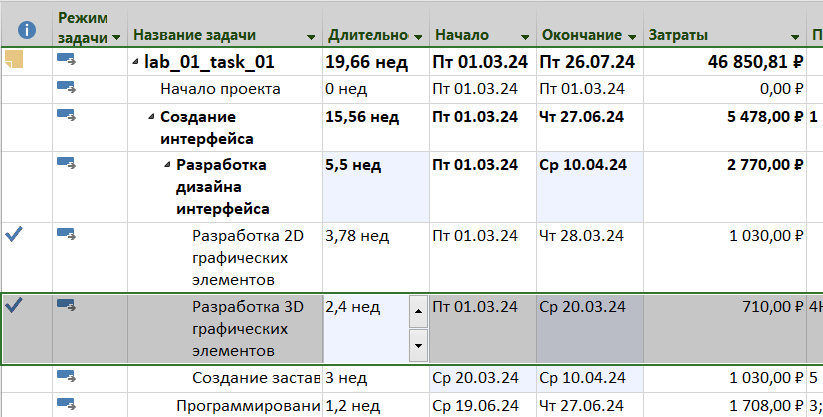 Режим задачи Название задачи Длительно Начало Окончание Затраты П
lab_01_task_01 19,66 нед Пт 01.03.24 Пт 26.07.24 46 850,81 ₽
Начало проекта 0 нед Пт 01.03.24 Пт 01.03.24 0,00 ₽
Создание 15,56 нед Пт 01.03.24 Чт 27.06.24 5 478,00 ₽ 1
интерфейса
Разработка 5,5 нед Пт 01.03.24 Ср 10.04.24 2 770,00 ₽
дизайна
интерфейса
Разработка 2D 3,78 нед Пт 01.03.24 Чт 28.03.24 1 030,00 ₽
графических
элементов
Разработка 3D 2,4 нед Пт 01.03.24 Ср 20.03.24 710,00 ₽ 4Н
графических
элементов
Создание застав 3 нед Ср 20.03.24 Ср 10.04.24 1 030,00 ₽ 5
Программировани 1,2 нед Ср 19.06.24 Чт 27.06.24 1 708,00 ₽ 3;